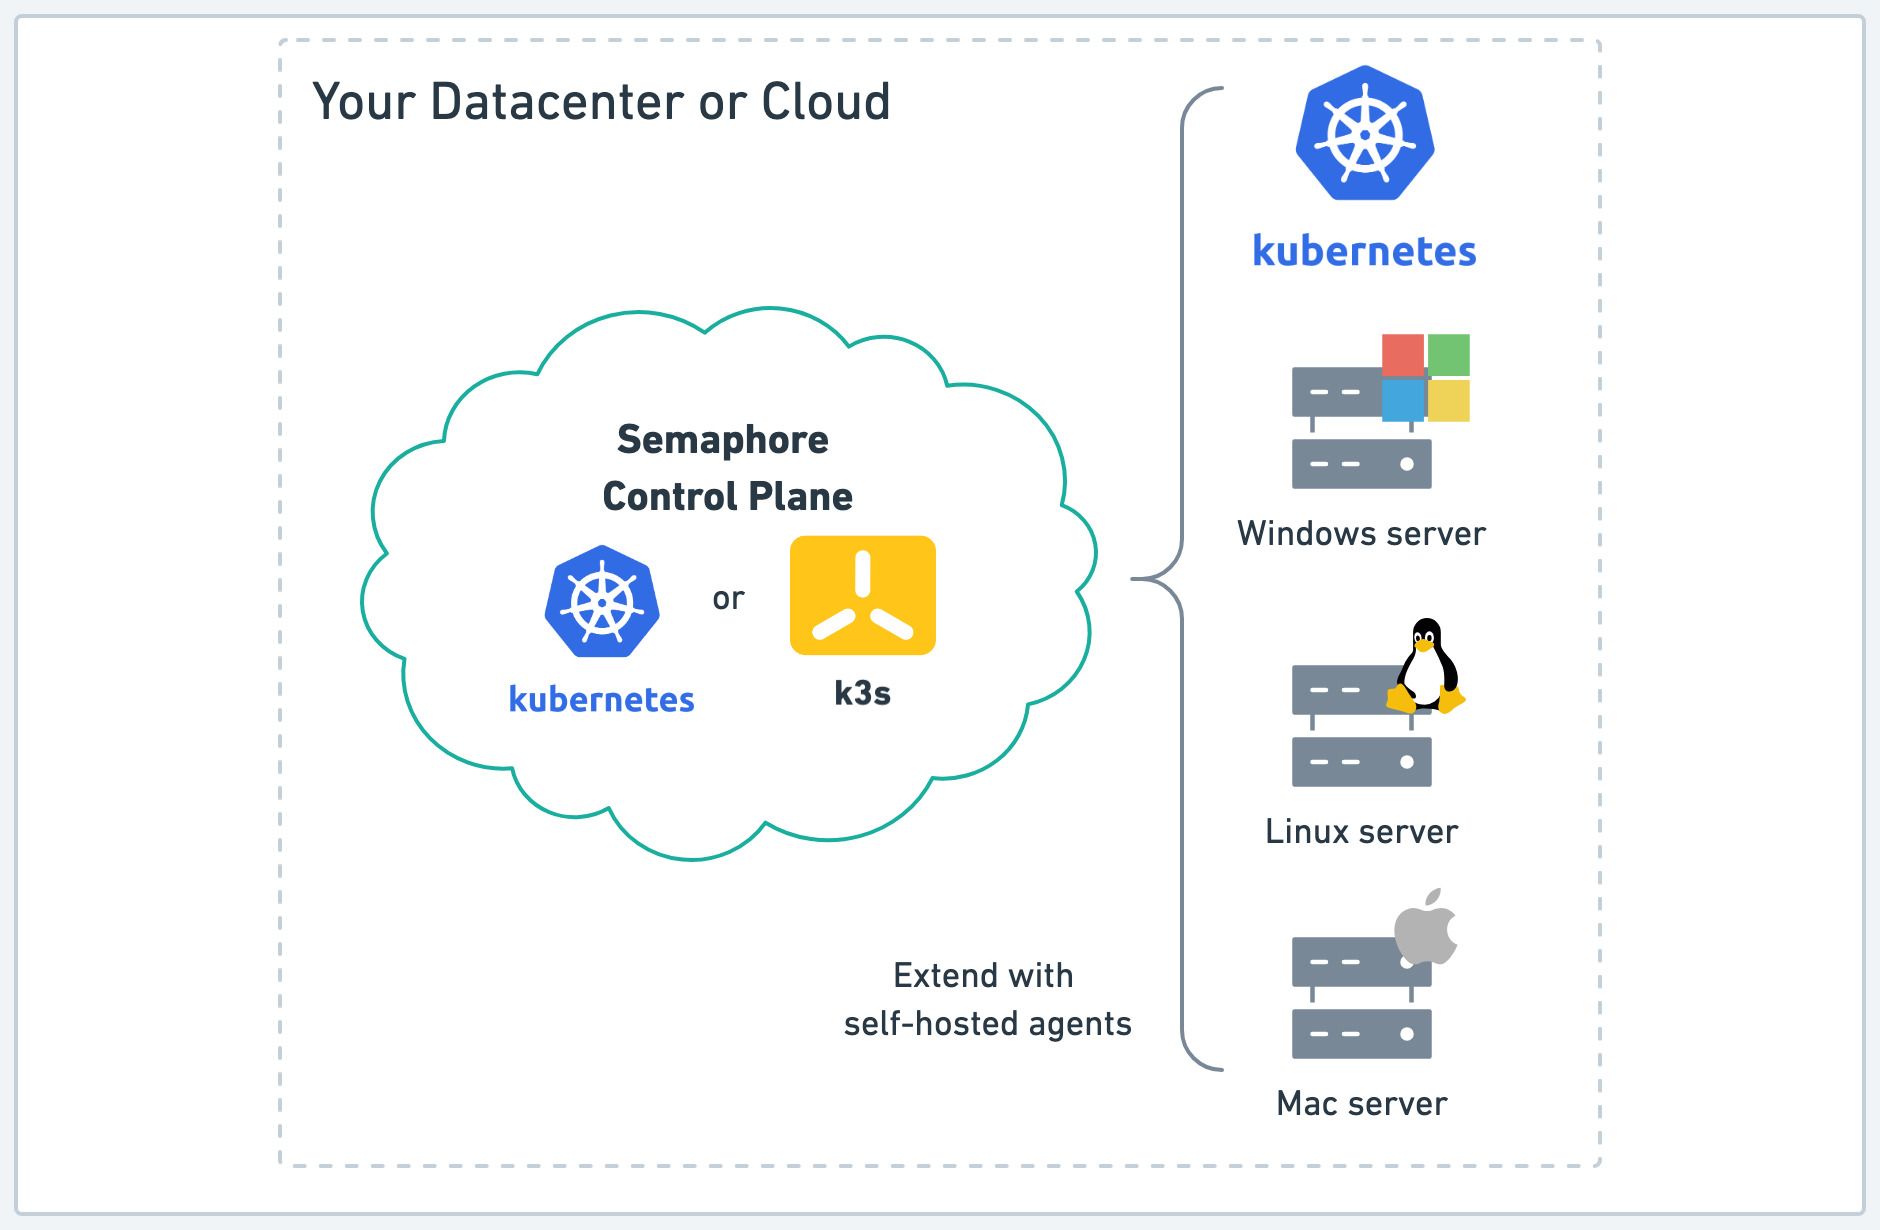 Your Datacenter or Cloud
kubernetes
Windows server
Semaphore
Control Plane
or
kubernetes
k3s
Linux server
Extend with
self-hosted agents
Mac server